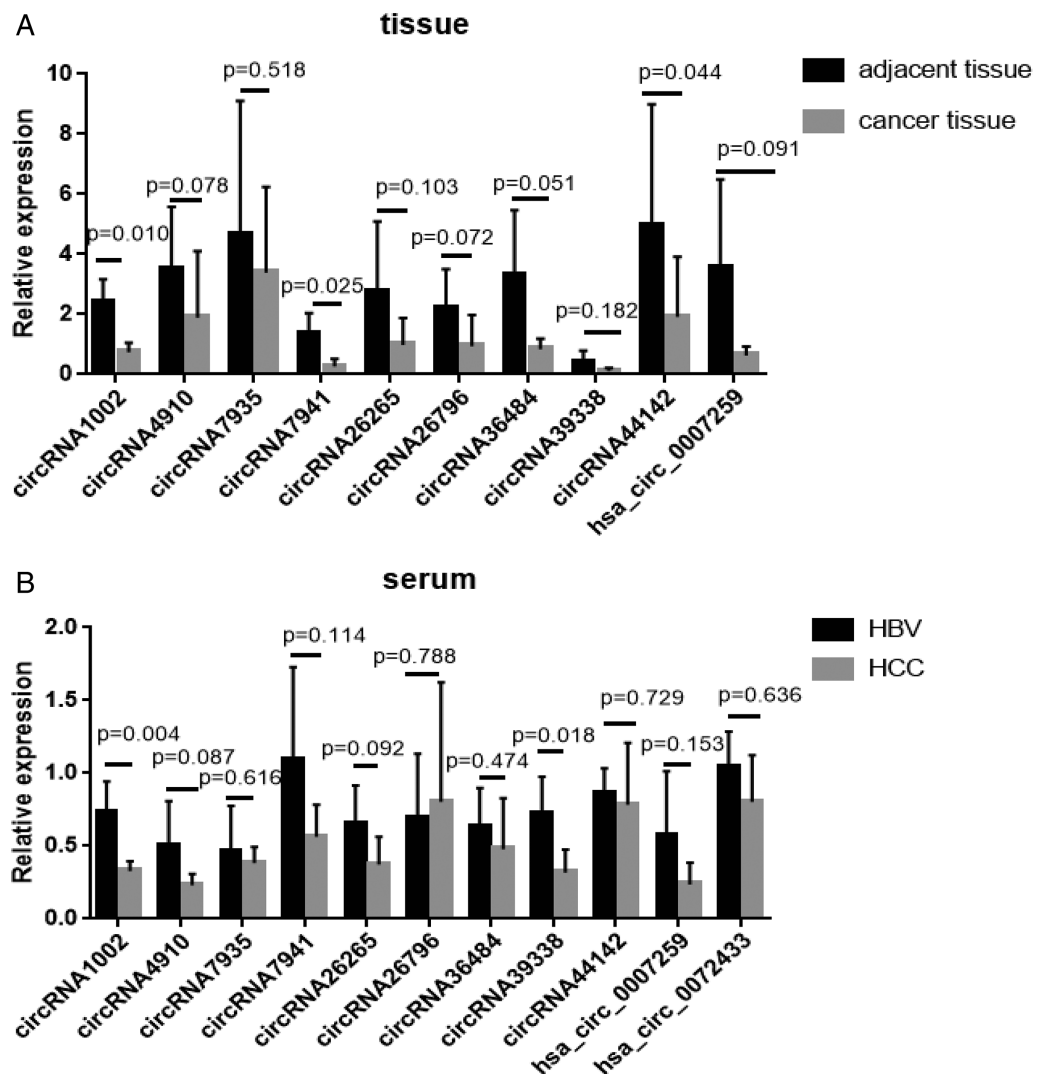 A
tissue
Relative expression
10
8
6
4
2
0
p=0.010
p=0.078
p=0.518
p=0.025
p=0.103
p=0.072
p=0.051
p=0.182
p=0.044
p=0.091
adjacent tissue
cancer tissue
circRNA1002
circRNA4910
circRNA7935
circRNA7941
circRNA26265
circRNA26796
circRNA36484
circRNA39338
circRNA44142
hsa_circ_0007259
B
serum
Relative expression
2.0
1.5
1.0
0.5
0.0
p=0.004
p=0.087
p=0.616
p=0.114
p=0.092
p=0.788
p=0.474
p=0.018
p=0.729
p=0.153
p=0.636
HBV
HCC
circRNA1002
circRNA4910
circRNA7935
circRNA7941
circRNA26265
circRNA26796
circRNA36484
circRNA39338
circRNA44142
hsa_circ_0007259
hsa_circ_0072433